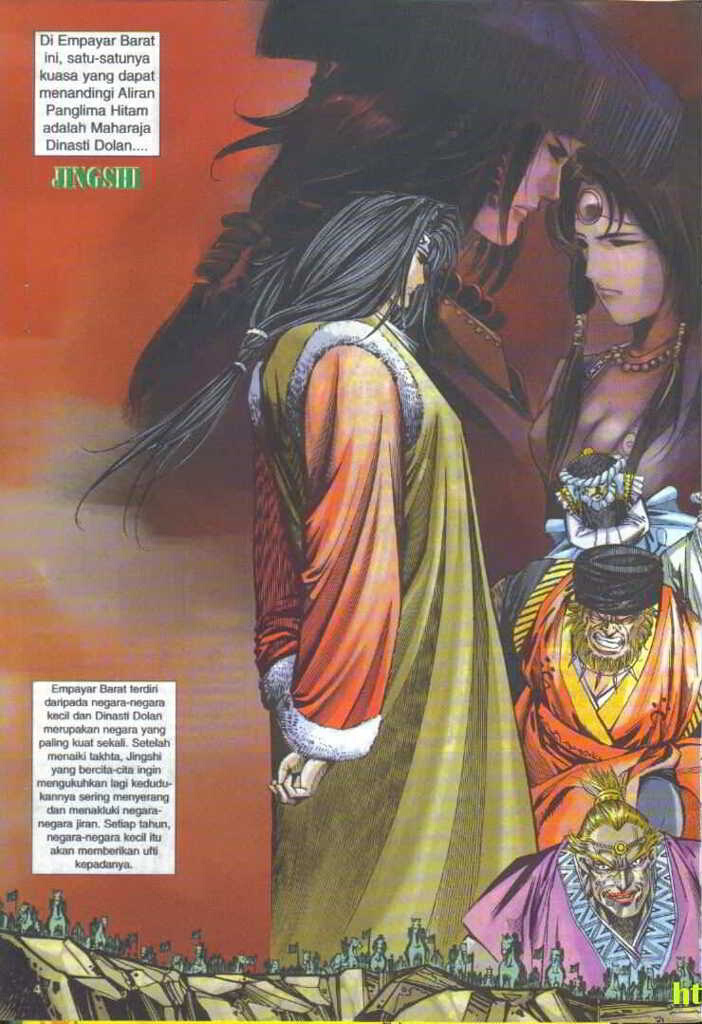 Di Empayar Barat
ini, satu-satunya
kuasa yang dapat
menandingi Aliran
Panglima Hitam
adalah Maharaja
Dinasti Dolan....
JINGSHI
Empayar Barat terdiri
daripada negara-negara
kecil dan Dinasti Dolan
merupakan negara yang
paling kuat sekali. Setelah
menaiki takhta, Jingshi
yang bercita-cita ingin
mengukuhkan lagi kedudu-
kannya sering menyerang
dan menakluki negara-
negara jiran. Setiap tahun,
negara-negara kecil itu
akan memberikan ufti
kepadanya.
4
ht